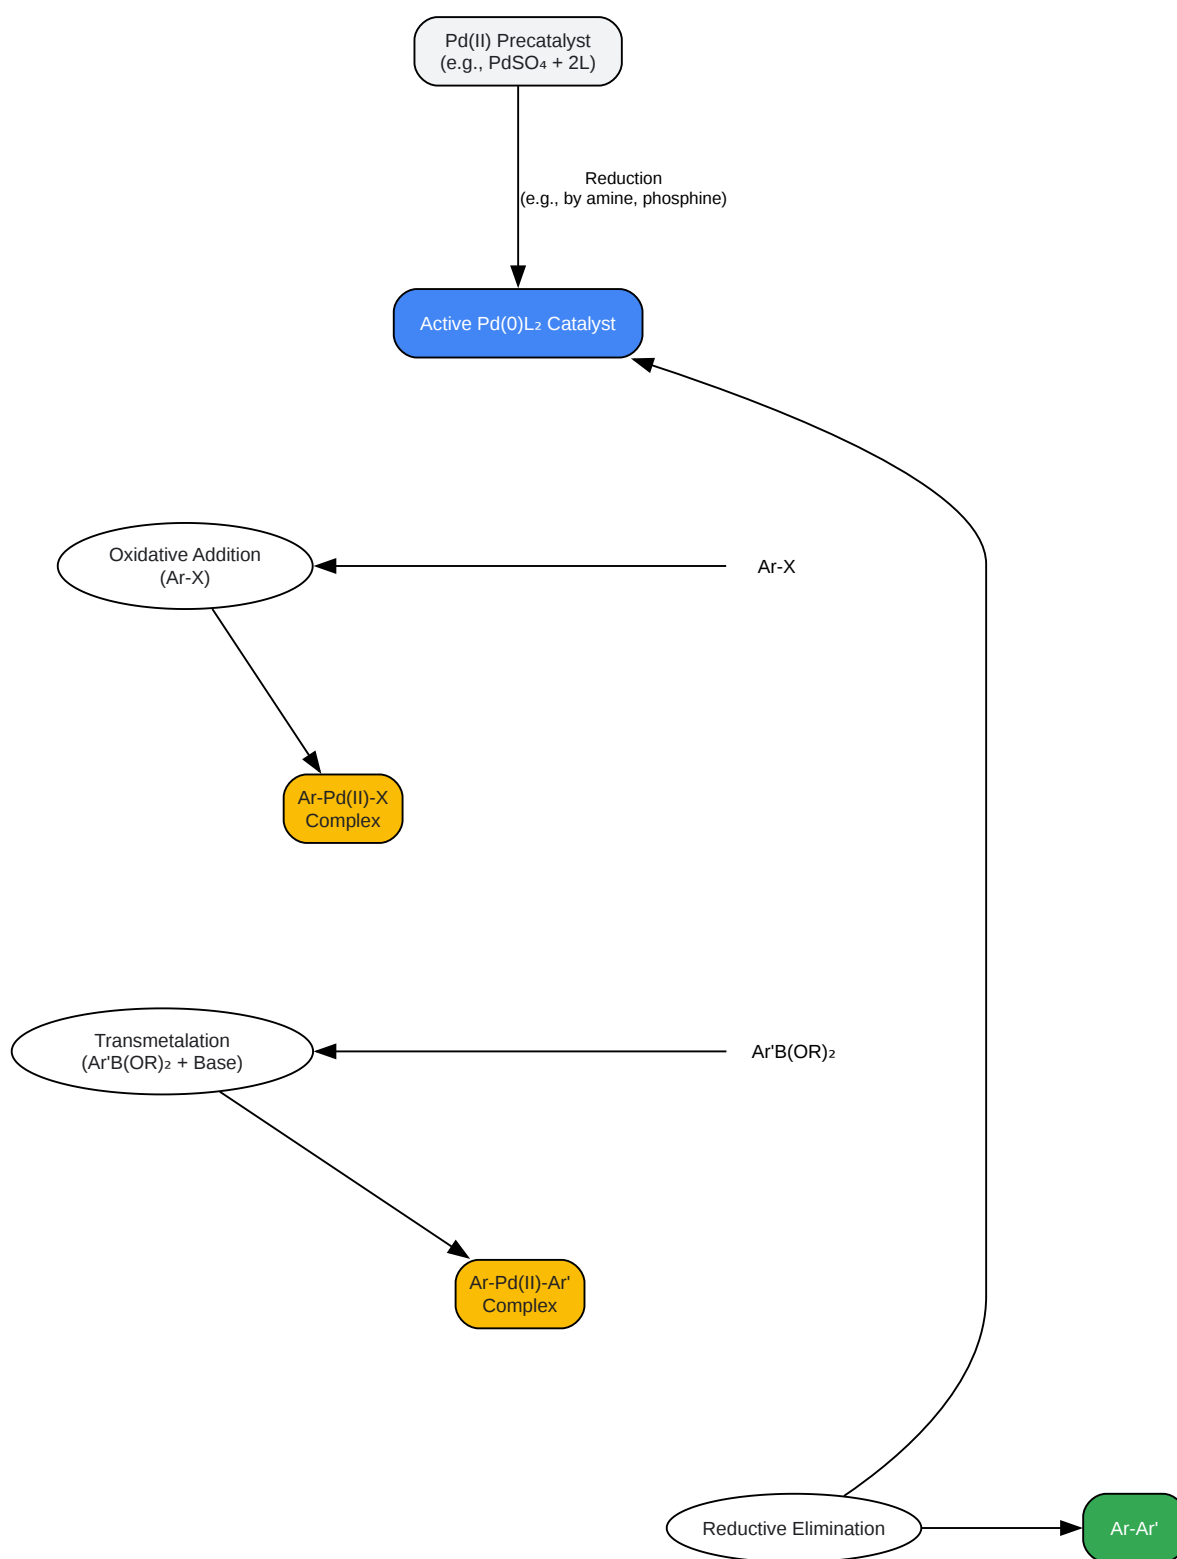 Pd(II) Precatalyst
(e.g., PdSO₄ + 2L)
Reduction
(e.g., by amine, phosphine)
Active Pd(0)L₂ Catalyst
Oxidative Addition
(Ar-X)
Ar-X
Ar-Pd(II)-X
Complex
Transmetalation
(Ar'B(OR)₂ + Base)
Ar'B(OR)₂
Ar-Pd(II)-Ar'
Complex
Reductive Elimination
Ar-Ar'